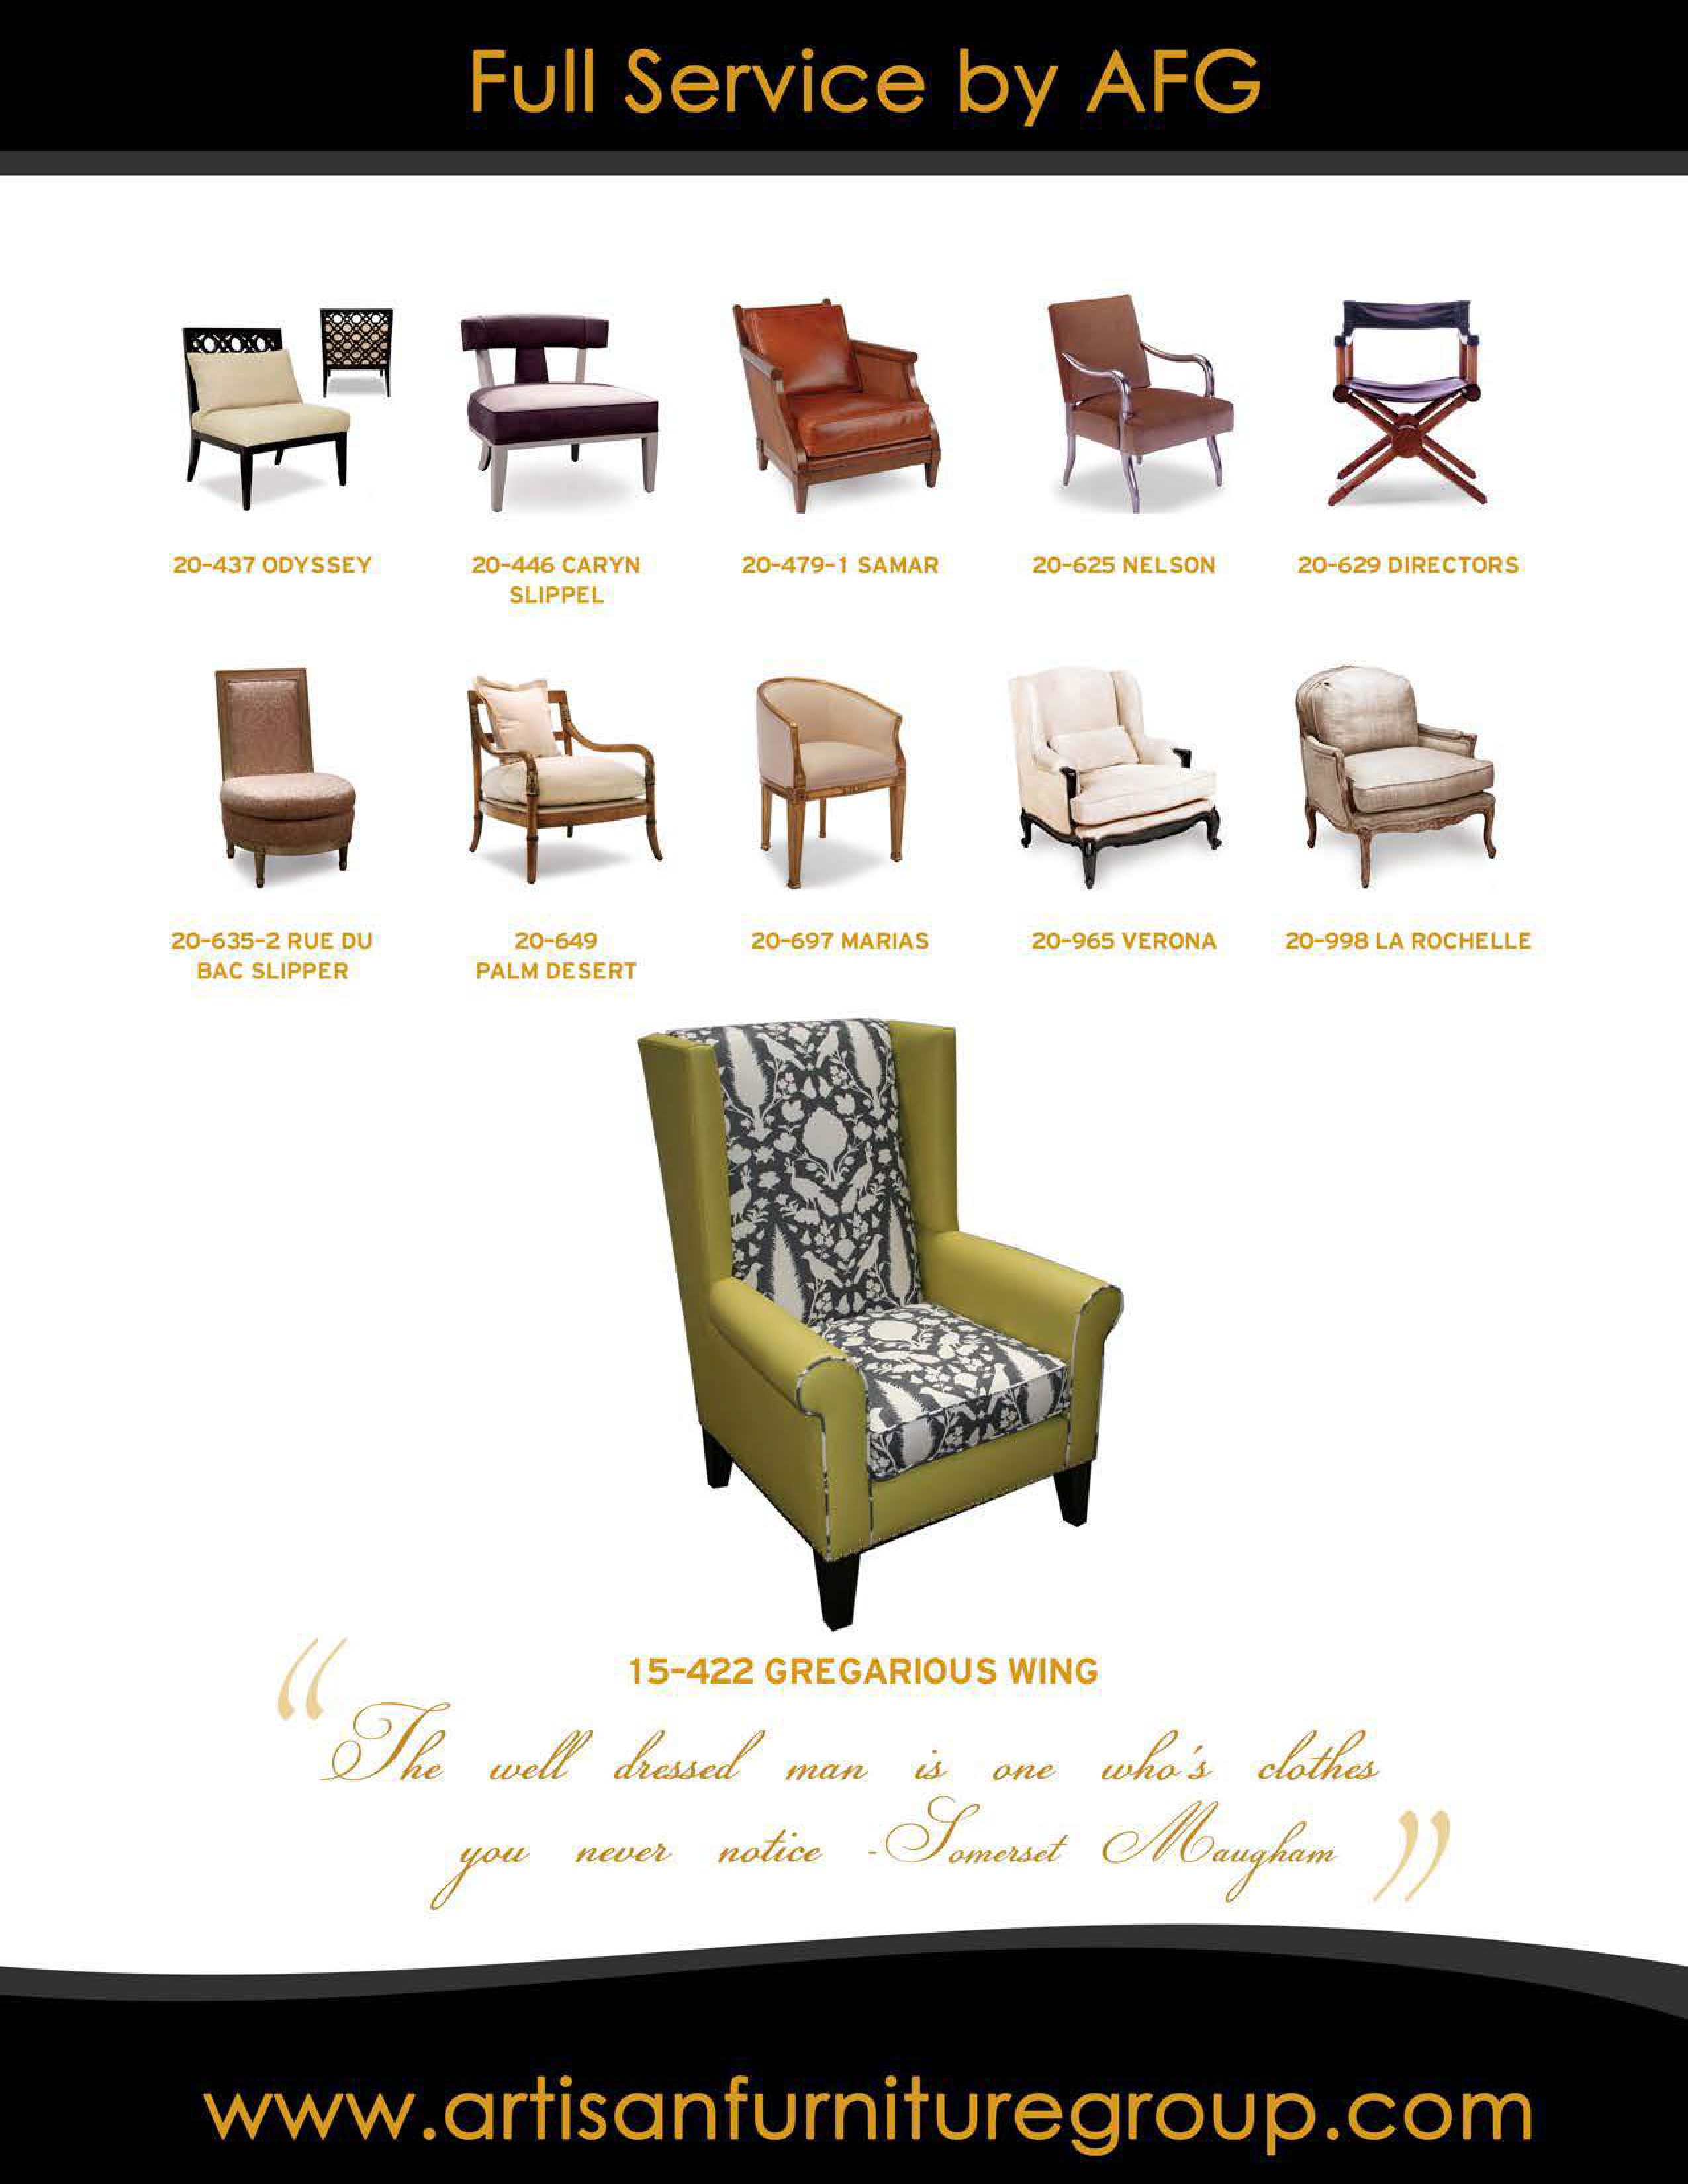 Full Service by AFG
20-437 ODYSSEY
20-446 CARYN
SLIPPEL
20-479-1 SAMAR
20-625 NELSON
20-629 DIRECTORS
20-635-2 RUE DU
BAC SLIPPER
20-649
PALM DESERT
20-697 MARIAS
20-965 VERONA
20-998 LA ROCHELLE
15-422 GREGARIOUS WING
“The well dressed man is one who's clothes
you never notice -Somerset Maugham”
www.artisanfurnituregroup.com